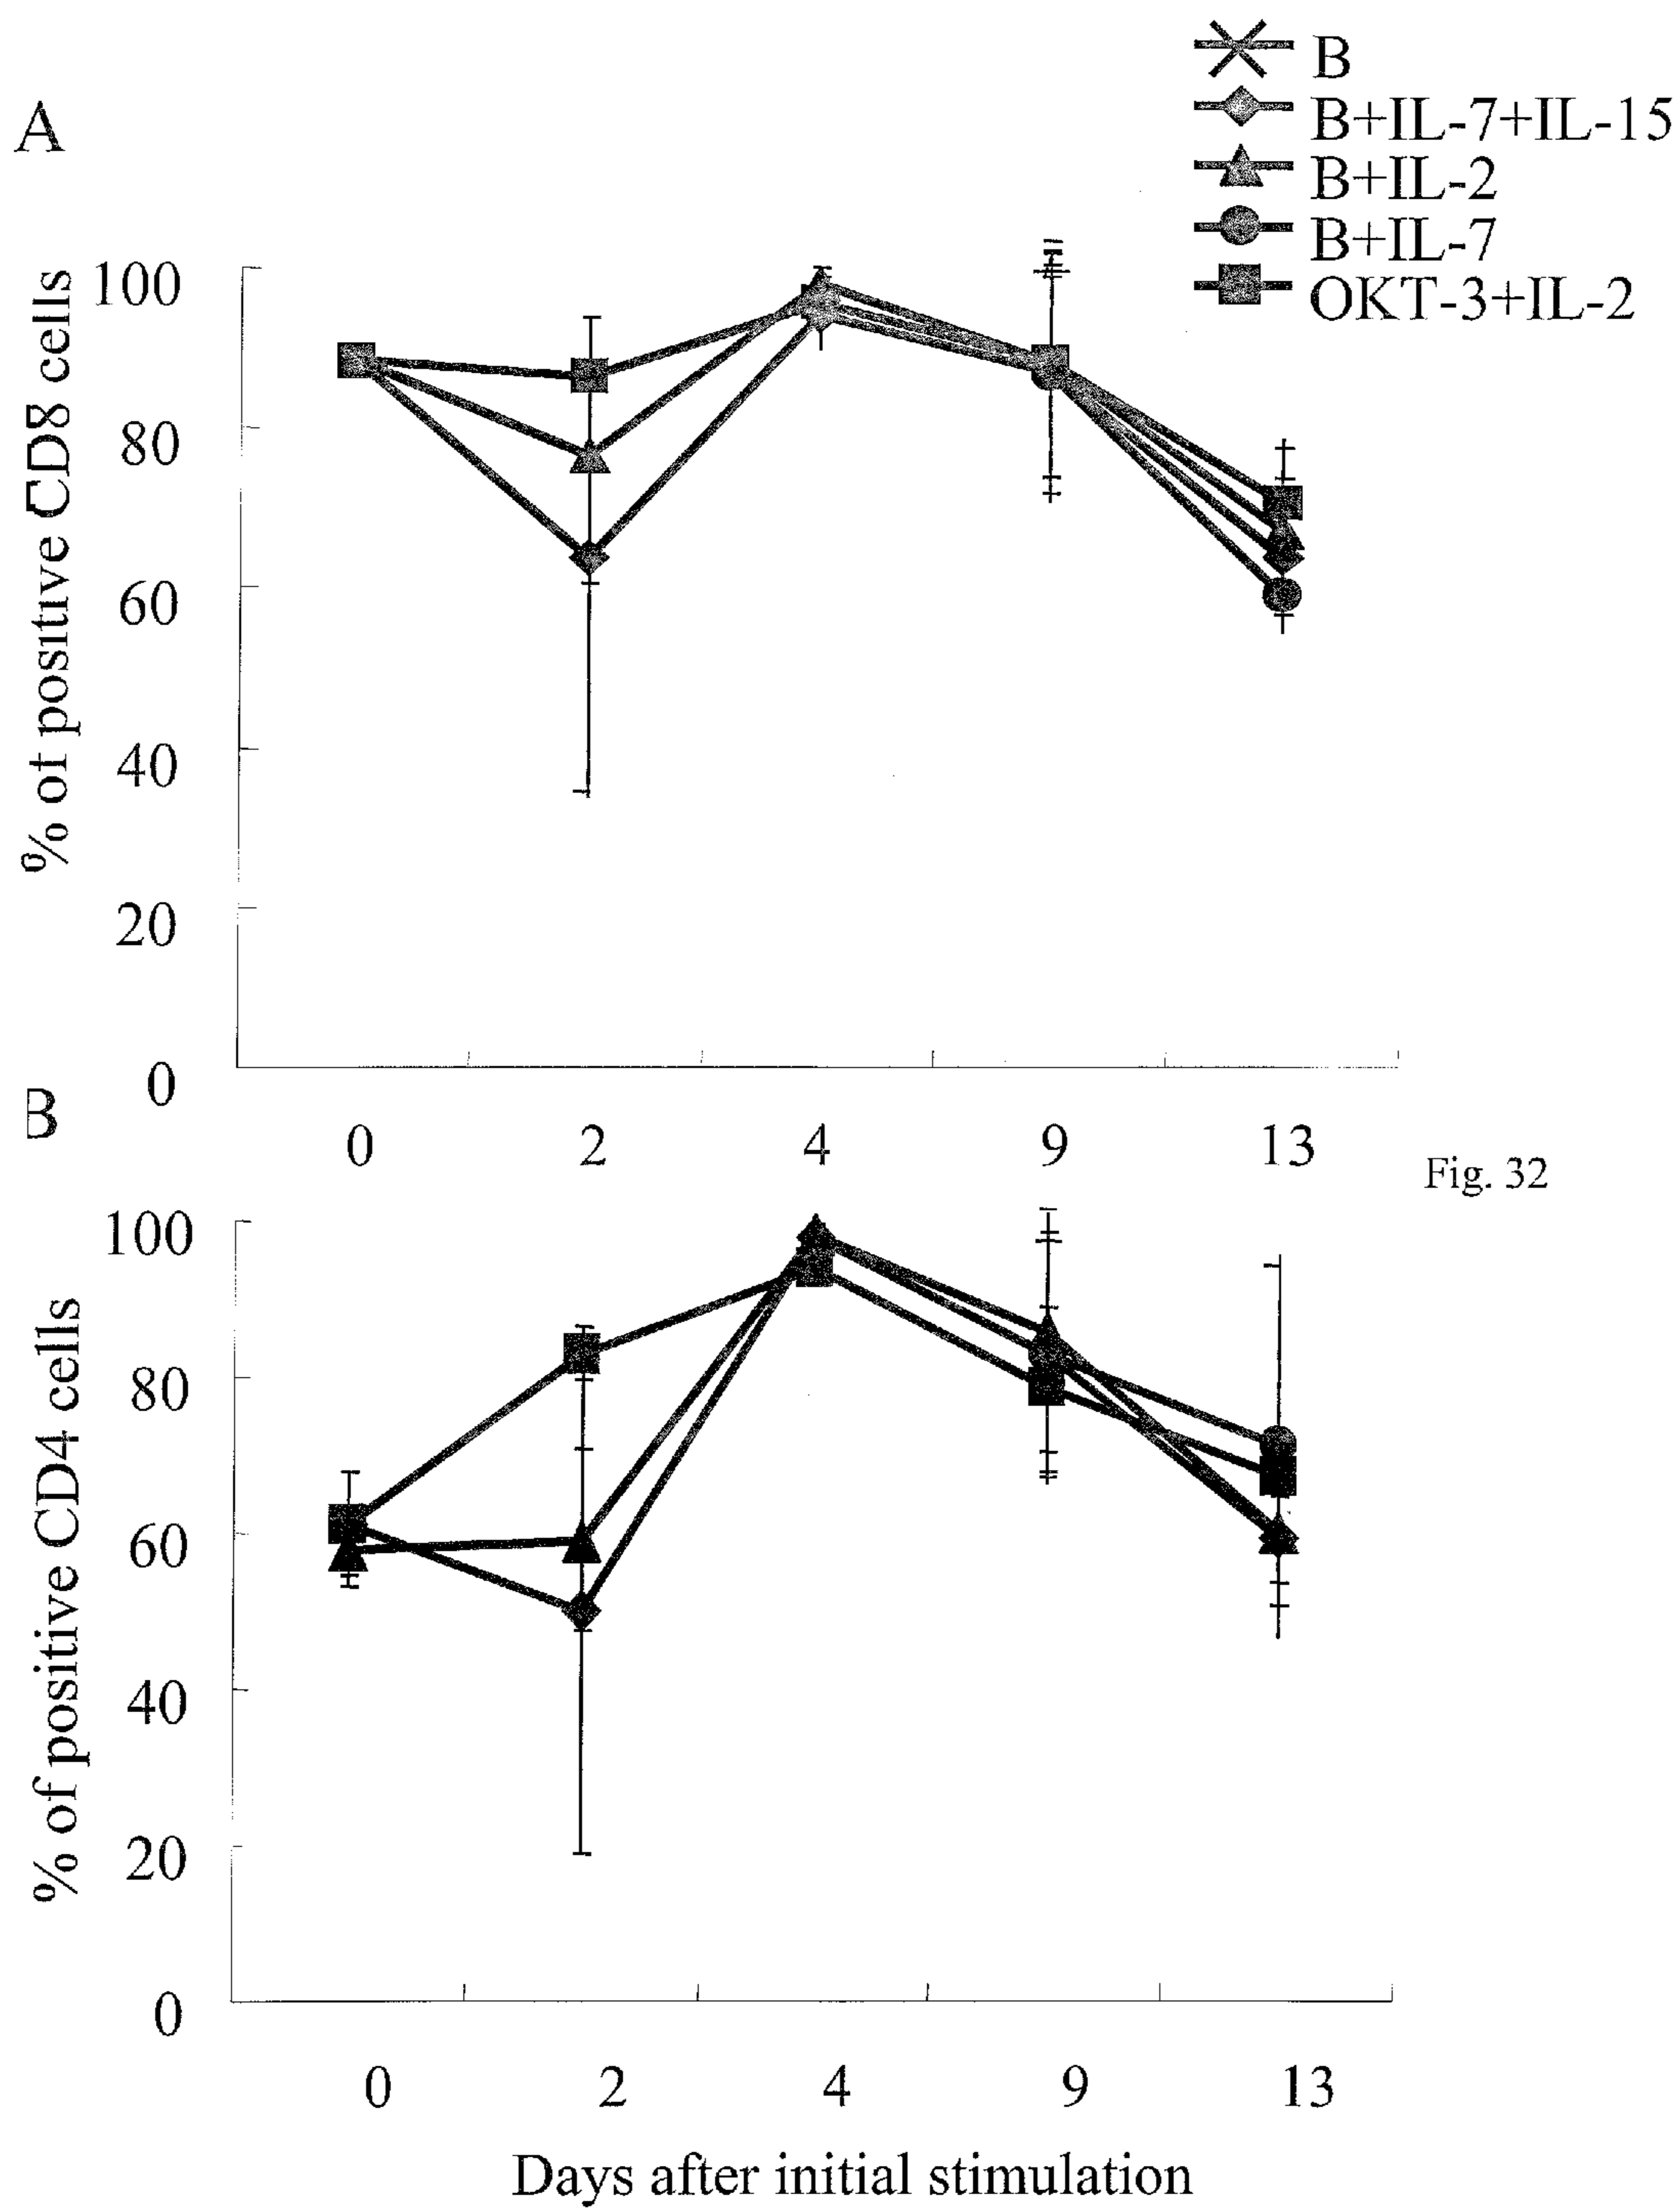 B
B+IL-7+IL-15
B+IL-2
B+IL-7
OKT-3+IL-2
A
% of positive CD8 cells
100
80
60
40
20
0
0 2 4 9 13
Fig. 32
B
% of positive CD4 cells
100
80
60
40
20
0
0 2 4 9 13
Days after initial stimulation